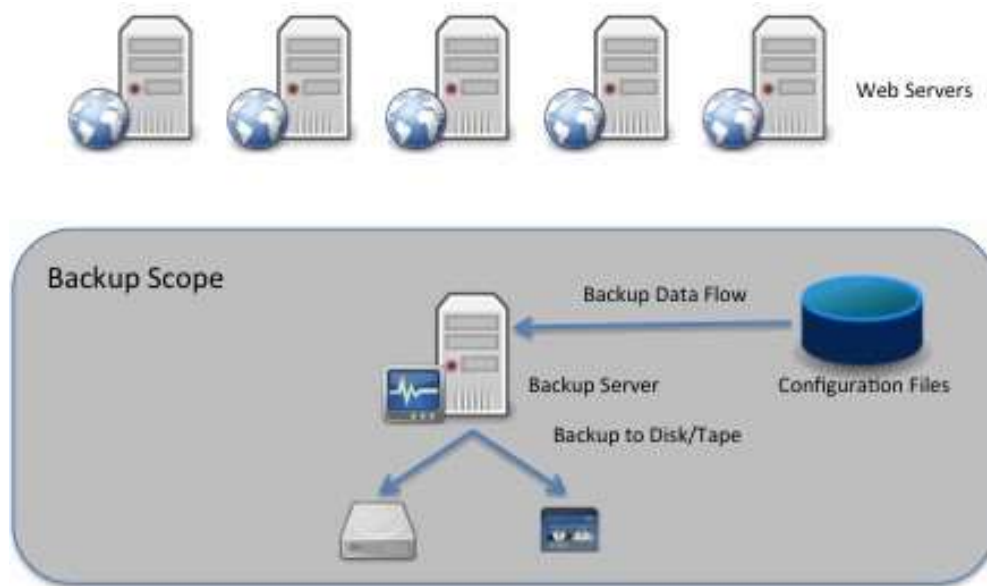 Web Servers
Backup Scope
Backup Data Flow
Configuration Files
Backup Server
Backup to Disk/Tape